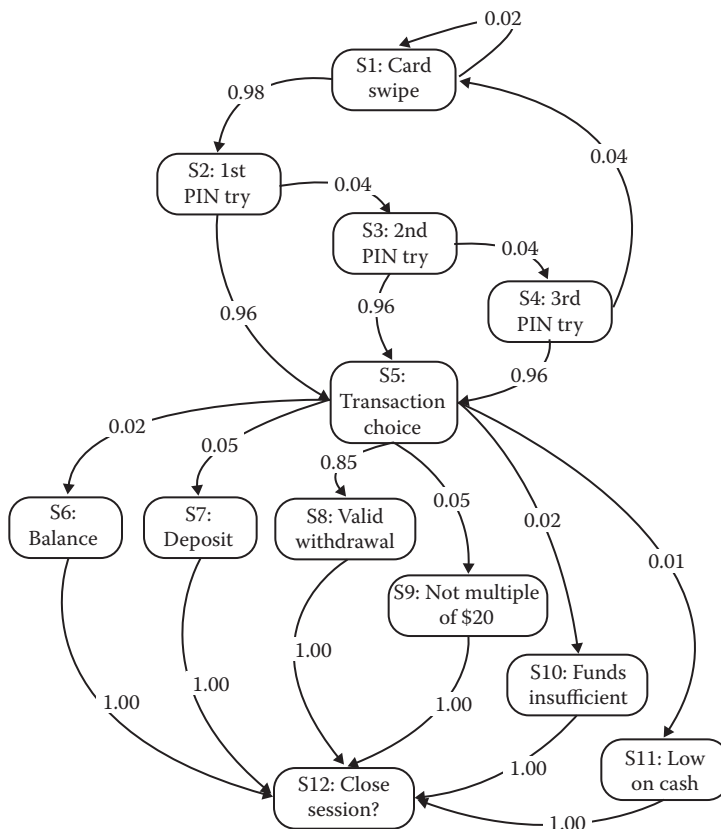 0.02
S1: Card
swipe
0.98
0.04
S2: 1st
PIN try
0.04
S3: 2nd
PIN try
0.04
S4: 3rd
PIN try
0.96
0.96
0.96
S5:
Transaction
choice
0.02
0.05
0.85
0.05
0.02
0.01
S6:
Balance
S7:
Deposit
S8: Valid
withdrawal
S9: Not multiple
of $20
S10: Funds
insufficient
S11: Low
on cash
1.00
1.00
1.00
1.00
1.00
1.00
S12: Close
session?